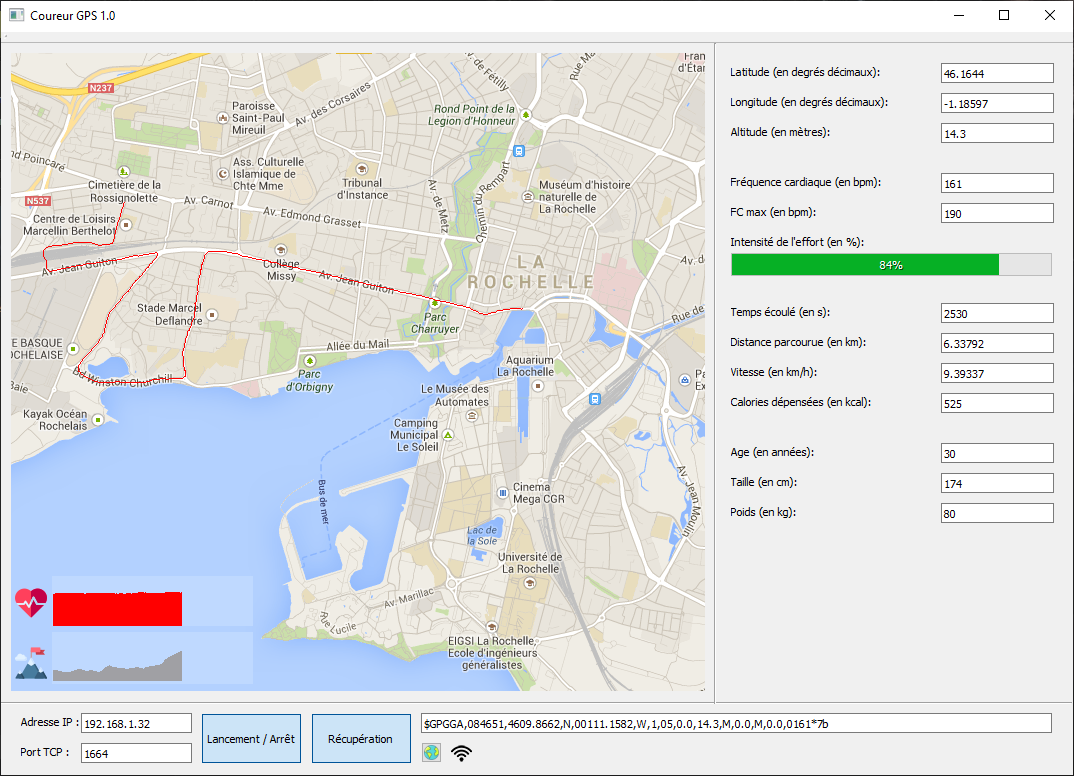 Coureur GPS 1.0
N237
Paroisse
Saint-Paul
Mireuil
Av. des Corsaires
Rond Point de la
Légion d'Honneur
Av. de Fétilly
nd Poincaré
Cimetière de la
Rossignolette
Ass. Culturelle
Islamique de
Chte Mme
Tribunal
d'Instance
Av. de Metz
Chemin du Rempart
Muséum d'histoire
naturelle de
La Rochelle
N537
Centre de Loisirs
Marcellin Berthelot
Av. Carnot
Av. Edmond Grasset
Av. Jean Guiton
Collège
Missy
Av. Jean Guiton
LA
ROCHELLE
Stade Marcel
Deflandre
Parc
Charruyer
Rue de
E BASQUE
OCHELAISE
Baie
Bd Winston Churchill
Allée du Mail
Parc
d'Orbigny
Aquarium
La Rochelle
Le Musée des
Automates
Kayak Océan
Rochelais
Camping
Municipal
Le Soleil
Bus de mer
Cinema
Mega CGR
Av. Jean Moulin
Lac de
la Sole
Université de
La Rochelle
Av. Marillac
Rue Lucile
EIGSI La Rochelle,
Ecole d'ingénieurs
généralistes
Latitude (en degrés décimaux):
46.1644
Longitude (en degrés décimaux):
-1.18597
Altitude (en mètres):
14.3
Fréquence cardiaque (en bpm):
161
FC max (en bpm):
190
Intensité de l'effort (en %):
84%
Temps écoulé (en s):
2530
Distance parcourue (en km):
6.33792
Vitesse (en km/h):
9.39337
Calories dépensées (en kcal):
525
Age (en années):
30
Taille (en cm):
174
Poids (en kg):
80
Adresse IP :
192.168.1.32
Port TCP :
1664
Lancement / Arrêt
Récupération
$GPGGA,084651,4609.8662,N,00111.1582,W,1,05,0.0,14.3,M,0.0,M,0.0,0161*7b